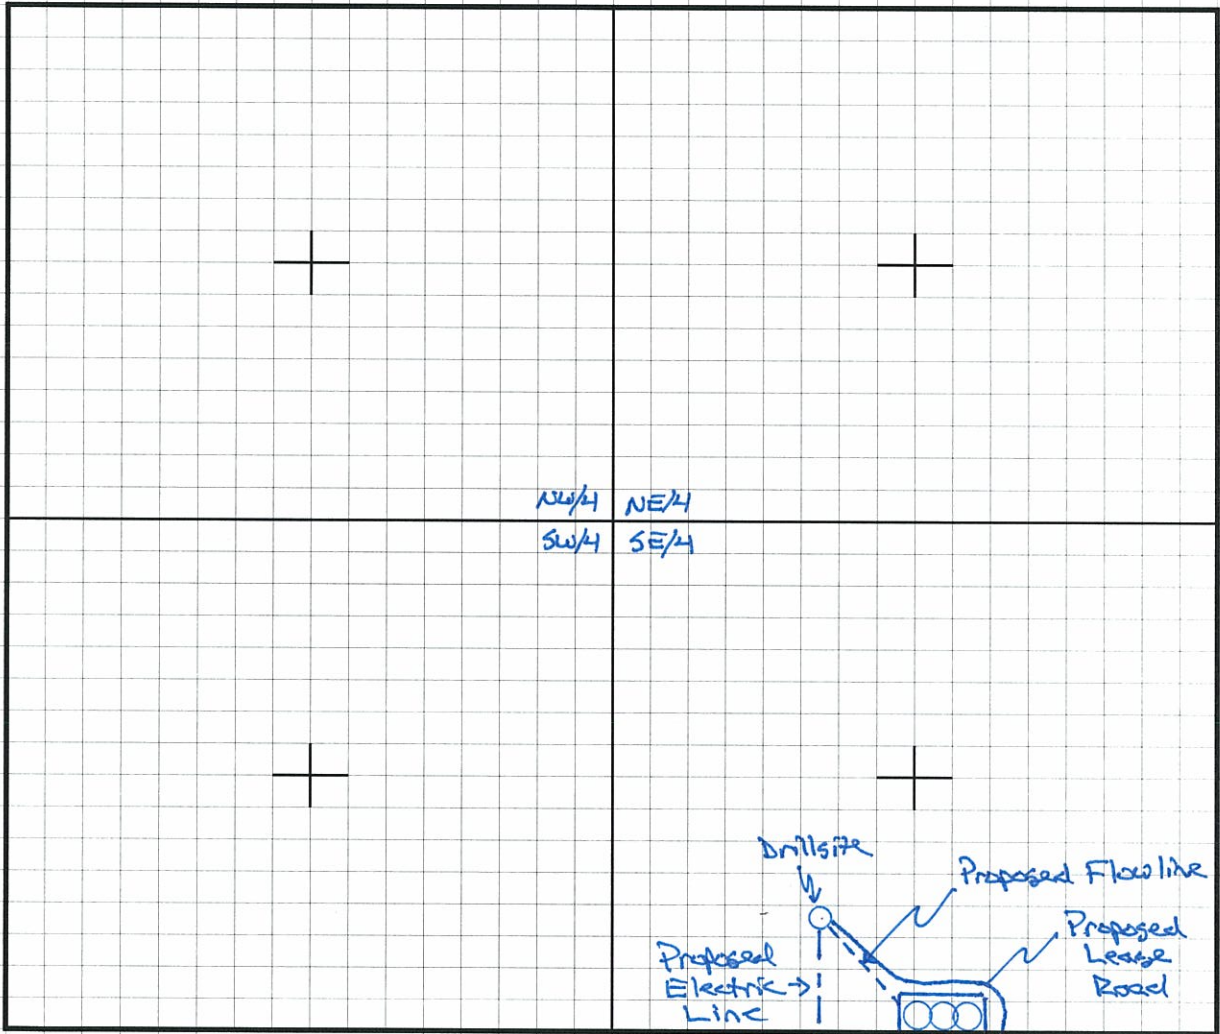 NW/4 NE/4
SW/4 SE/4
Drillsite
Proposed Flowline
Proposed
Lease
Road
Proposed
Electric
Line